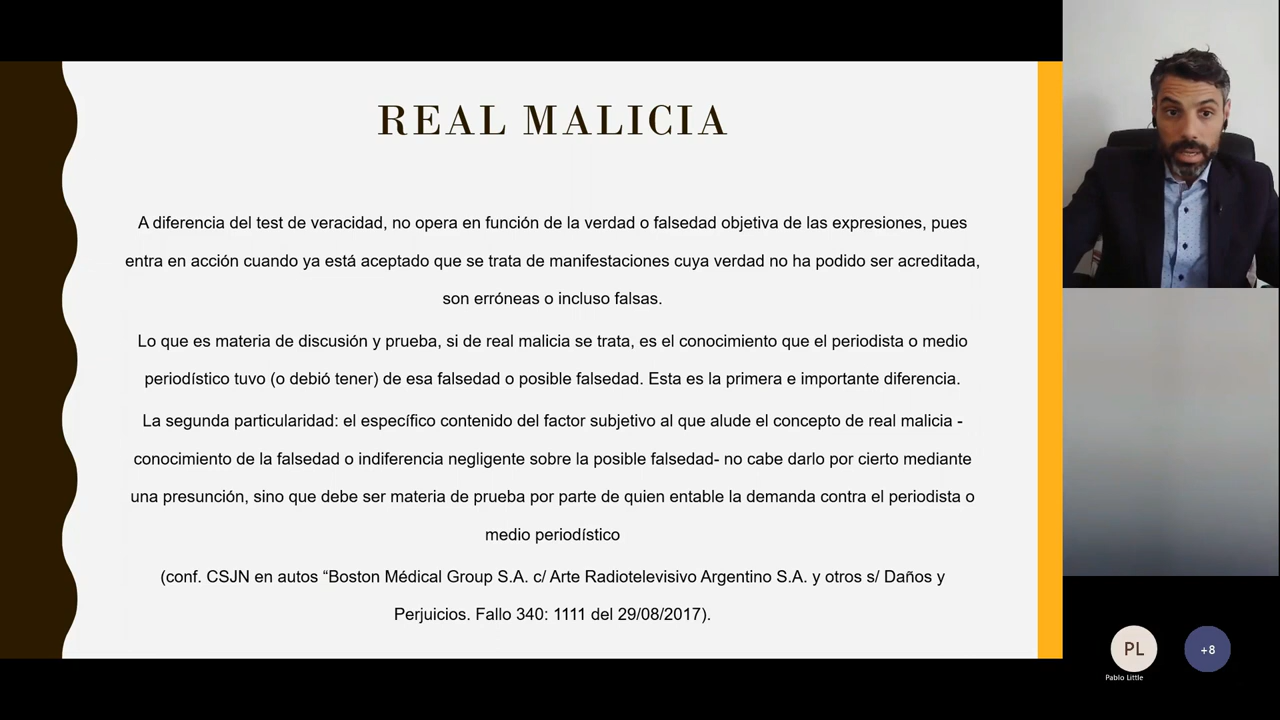 REAL MALICIA
A diferencia del test de veracidad, no opera en función de la verdad o falsedad objetiva de las expresiones, pues
entra en acción cuando ya está aceptado que se trata de manifestaciones cuya verdad no ha podido ser acreditada,
son erróneas o incluso falsas.
Lo que es materia de discusión y prueba, si de real malicia se trata, es el conocimiento que el periodista o medio
periodístico tuvo (o debió tener) de esa falsedad o posible falsedad. Esta es la primera e importante diferencia.
La segunda particularidad: el específico contenido del factor subjetivo al que alude el concepto de real malicia -
conocimiento de la falsedad o indiferencia negligente sobre la posible falsedad- no cabe darlo por cierto mediante
una presunción, sino que debe ser materia de prueba por parte de quien entable la demanda contra el periodista o
medio periodístico
(conf. CSJN en autos “Boston Médical Group S.A. c/ Arte Radiotelevisivo Argentino S.A. y otros s/ Daños y
Perjuicios. Fallo 340: 1111 del 29/08/2017).
PL
+8
Pablo Little